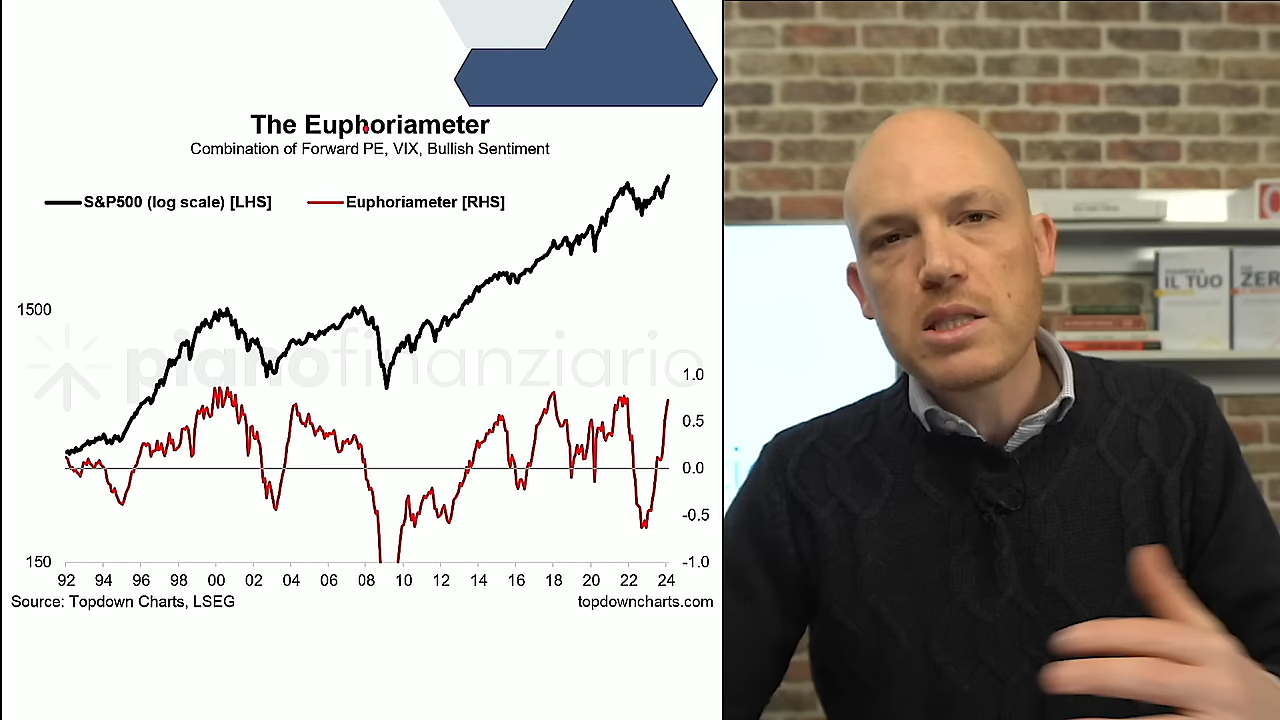 The Euphoriameter
Combination of Forward PE, VIX, Bullish Sentiment
S&P500 (log scale) [LHS]
Euphoriameter [RHS]
1500
150
pianofinanziario
1.0
0.5
0.0
-0.5
-1.0
92 94 96 98 00 02 04 06 08 10 12 14 16 18 20 22 24
Source: Topdown Charts, LSEG
topdowncharts.com
IL TUO
ZER